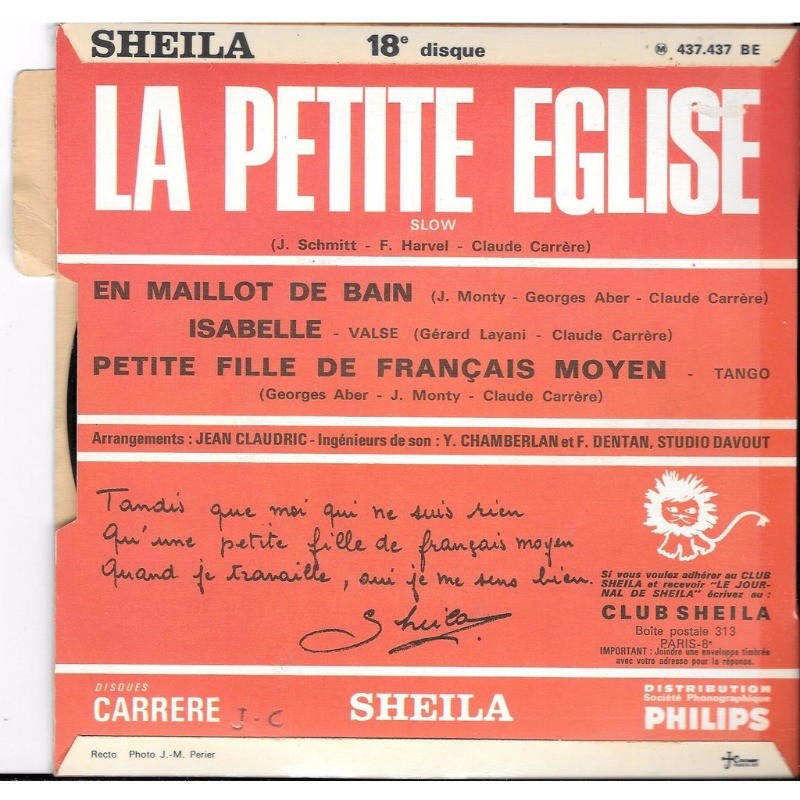 SHEILA 18e disque Ⓜ 437.437 BE
LA PETITE EGLISE
SLOW
(J. Schmitt - F. Harvel - Claude Carrère)
EN MAILLOT DE BAIN (J. Monty - Georges Aber - Claude Carrère)
ISABELLE - VALSE (Gérard Layani - Claude Carrère)
PETITE FILLE DE FRANÇAIS MOYEN - TANGO
(Georges Aber - J. Monty - Claude Carrère)
Arrangements : JEAN CLAUDRIC - Ingénieurs de son : Y. CHAMBERLAN et F. DENTAN, STUDIO DAVOUT
Tandis que moi qui ne suis rien
Qu'une petite fille de français moyen
Quand je travaille, oui je me sens bien.
Sheila
Si vous voulez adhérer au CLUB
SHEILA et recevoir "LE JOUR-
NAL DE SHEILA" écrivez au :
CLUB SHEILA
Boîte postale 313
PARIS-8e
IMPORTANT : Joindre une enveloppe timbrée
avec votre adresse pour la réponse.
DISQUES
CARRERE J-C
SHEILA
DISTRIBUTION
Société Phonographique
PHILIPS
Recto Photo J.-M. Perier